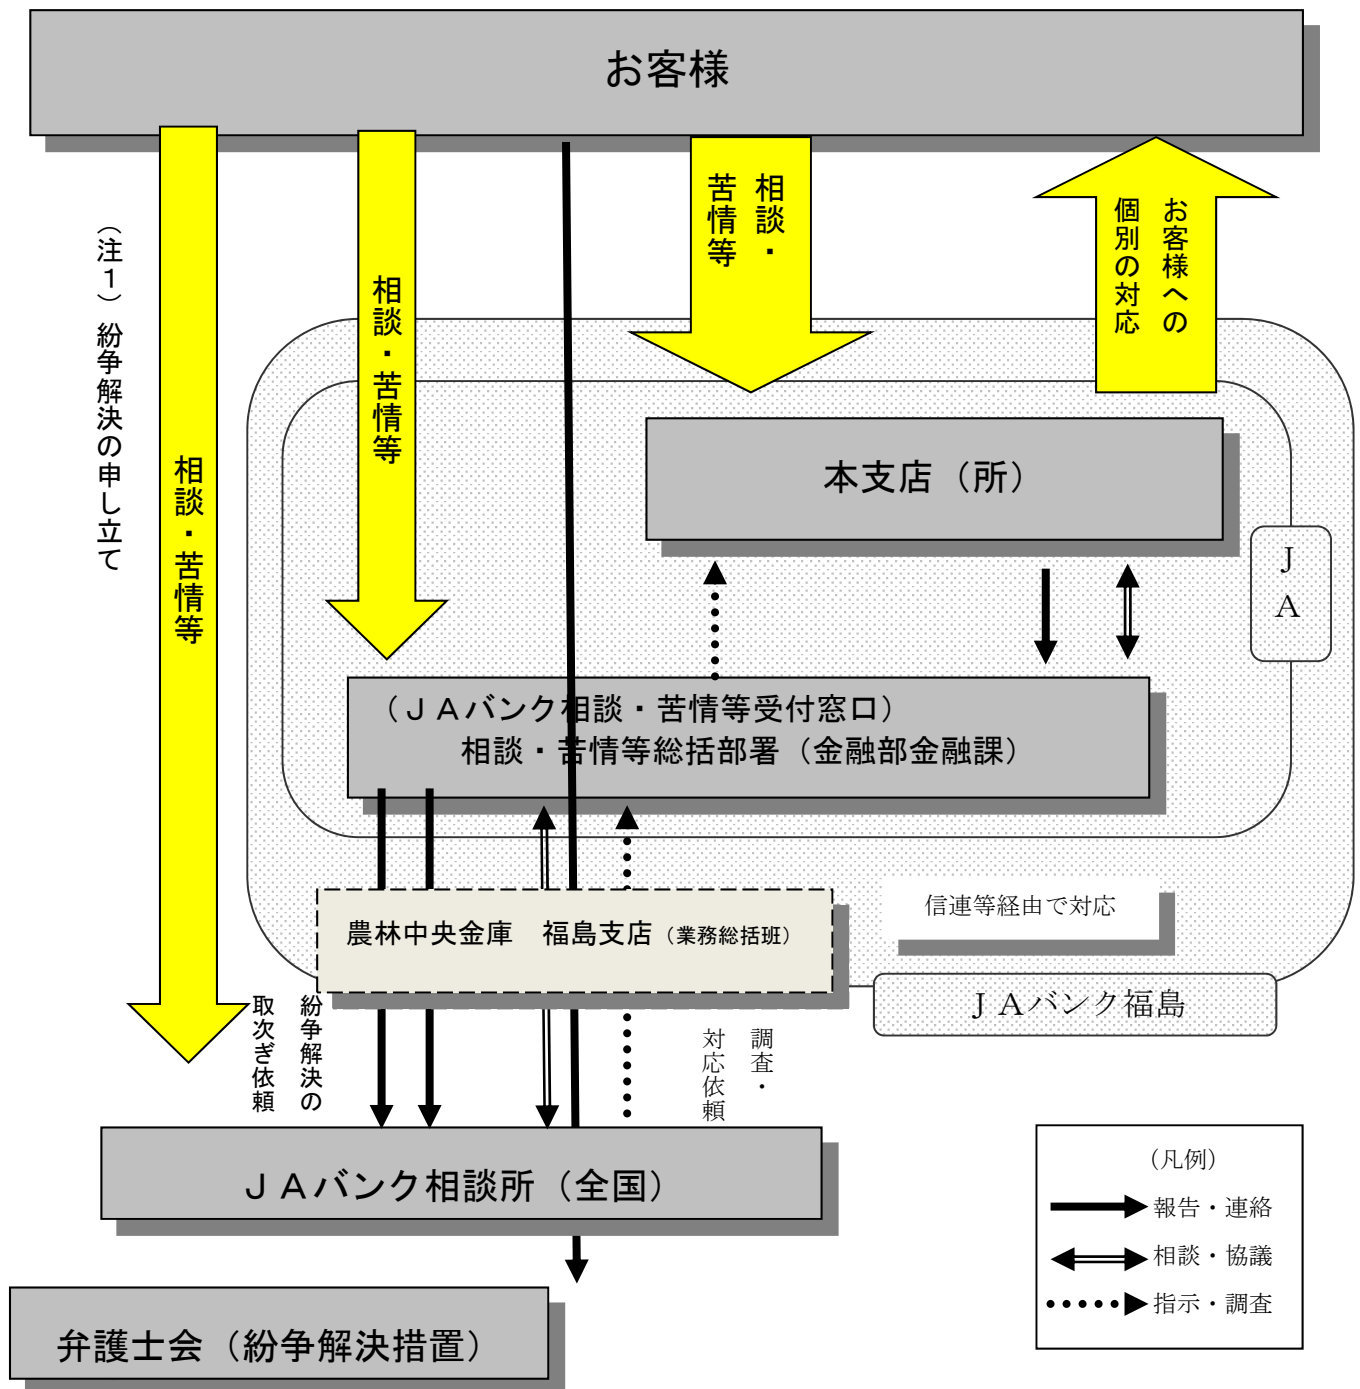 お客様
相談・
苦情等
お客様への
個別の対応
（注１）紛争解決の申し立て
相談・苦情等
相談・苦情等
本支店（所）
ＪＡ
（ＪＡバンク相談・苦情等受付窓口）
相談・苦情等総括部署（金融部金融課）
農林中央金庫　福島支店（業務総括班）
信連等経由で対応
ＪＡバンク福島
紛争解決の
取次ぎ依頼
調査・
対応依頼
ＪＡバンク相談所（全国）
弁護士会（紛争解決措置）
（凡例）
報告・連絡
相談・協議
指示・調査